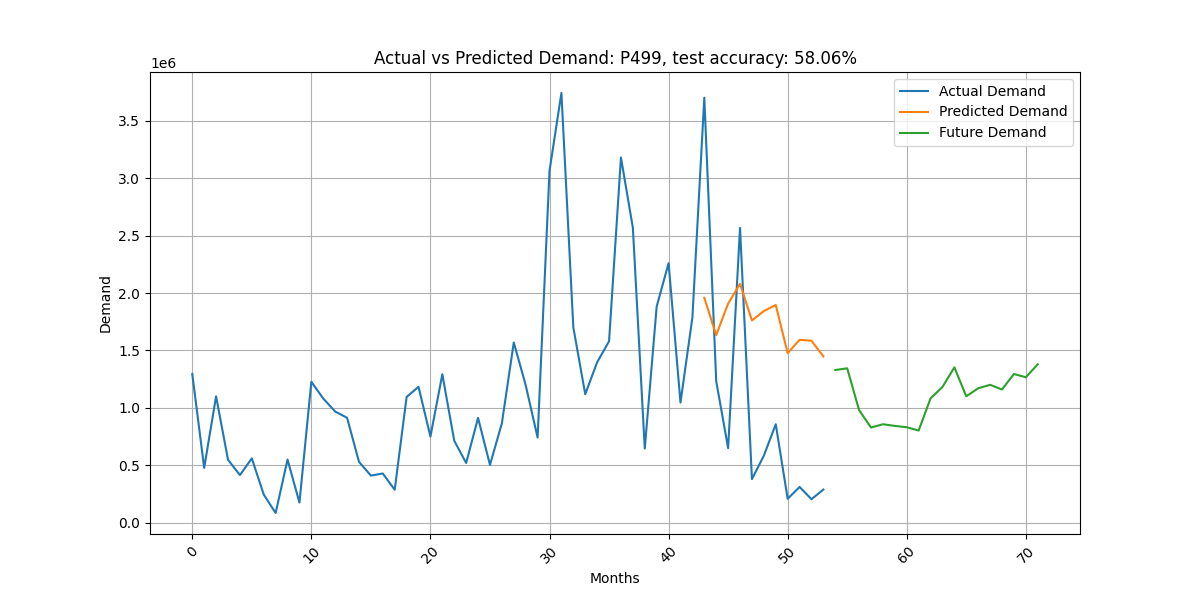 Actual vs Predicted Demand: P499, test accuracy: 58.06%
1e6
Actual Demand
Predicted Demand
Future Demand
3.5
3.0
2.5
2.0
1.5
1.0
0.5
0.0
Demand
0 10 20 30 40 50 60 70
Months